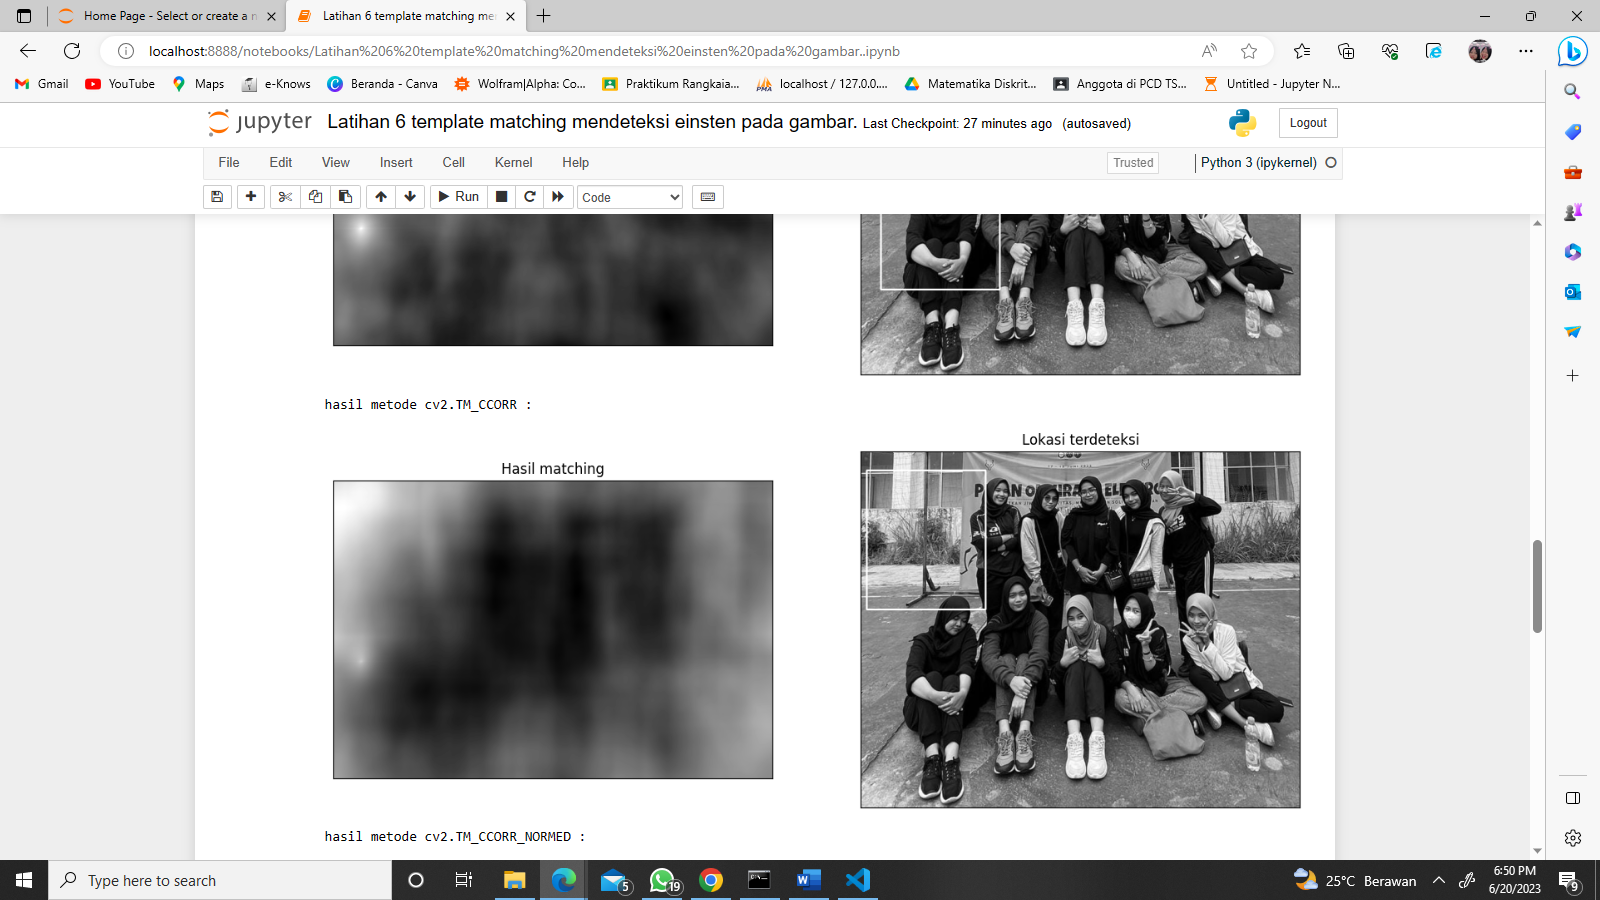 Home Page - Select or create a n
Latihan 6 template matching mer
localhost:8888/notebooks/Latihan%206%20template%20matching%20mendeteksi%20einsten%20pada%20gambar..ipynb
Gmail
YouTube
Maps
e-Knows
Beranda - Canva
Wolfram|Alpha: Co...
Praktikum Rangkaia...
localhost / 127.0.0....
Matematika Diskrit...
Anggota di PCD TS...
Untitled - Jupyter N...
jupyter Latihan 6 template matching mendeteksi einsten pada gambar. Last Checkpoint: 27 minutes ago (autosaved)
Logout
File Edit View Insert Cell Kernel Help
Trusted
Python 3 (ipykernel)
Run
Code
hasil metode cv2.TM_CCORR :
Hasil matching
Lokasi terdeteksi
hasil metode cv2.TM_CCORR_NORMED :
Type here to search
5
19
25°C Berawan
6:50 PM
6/20/2023
9